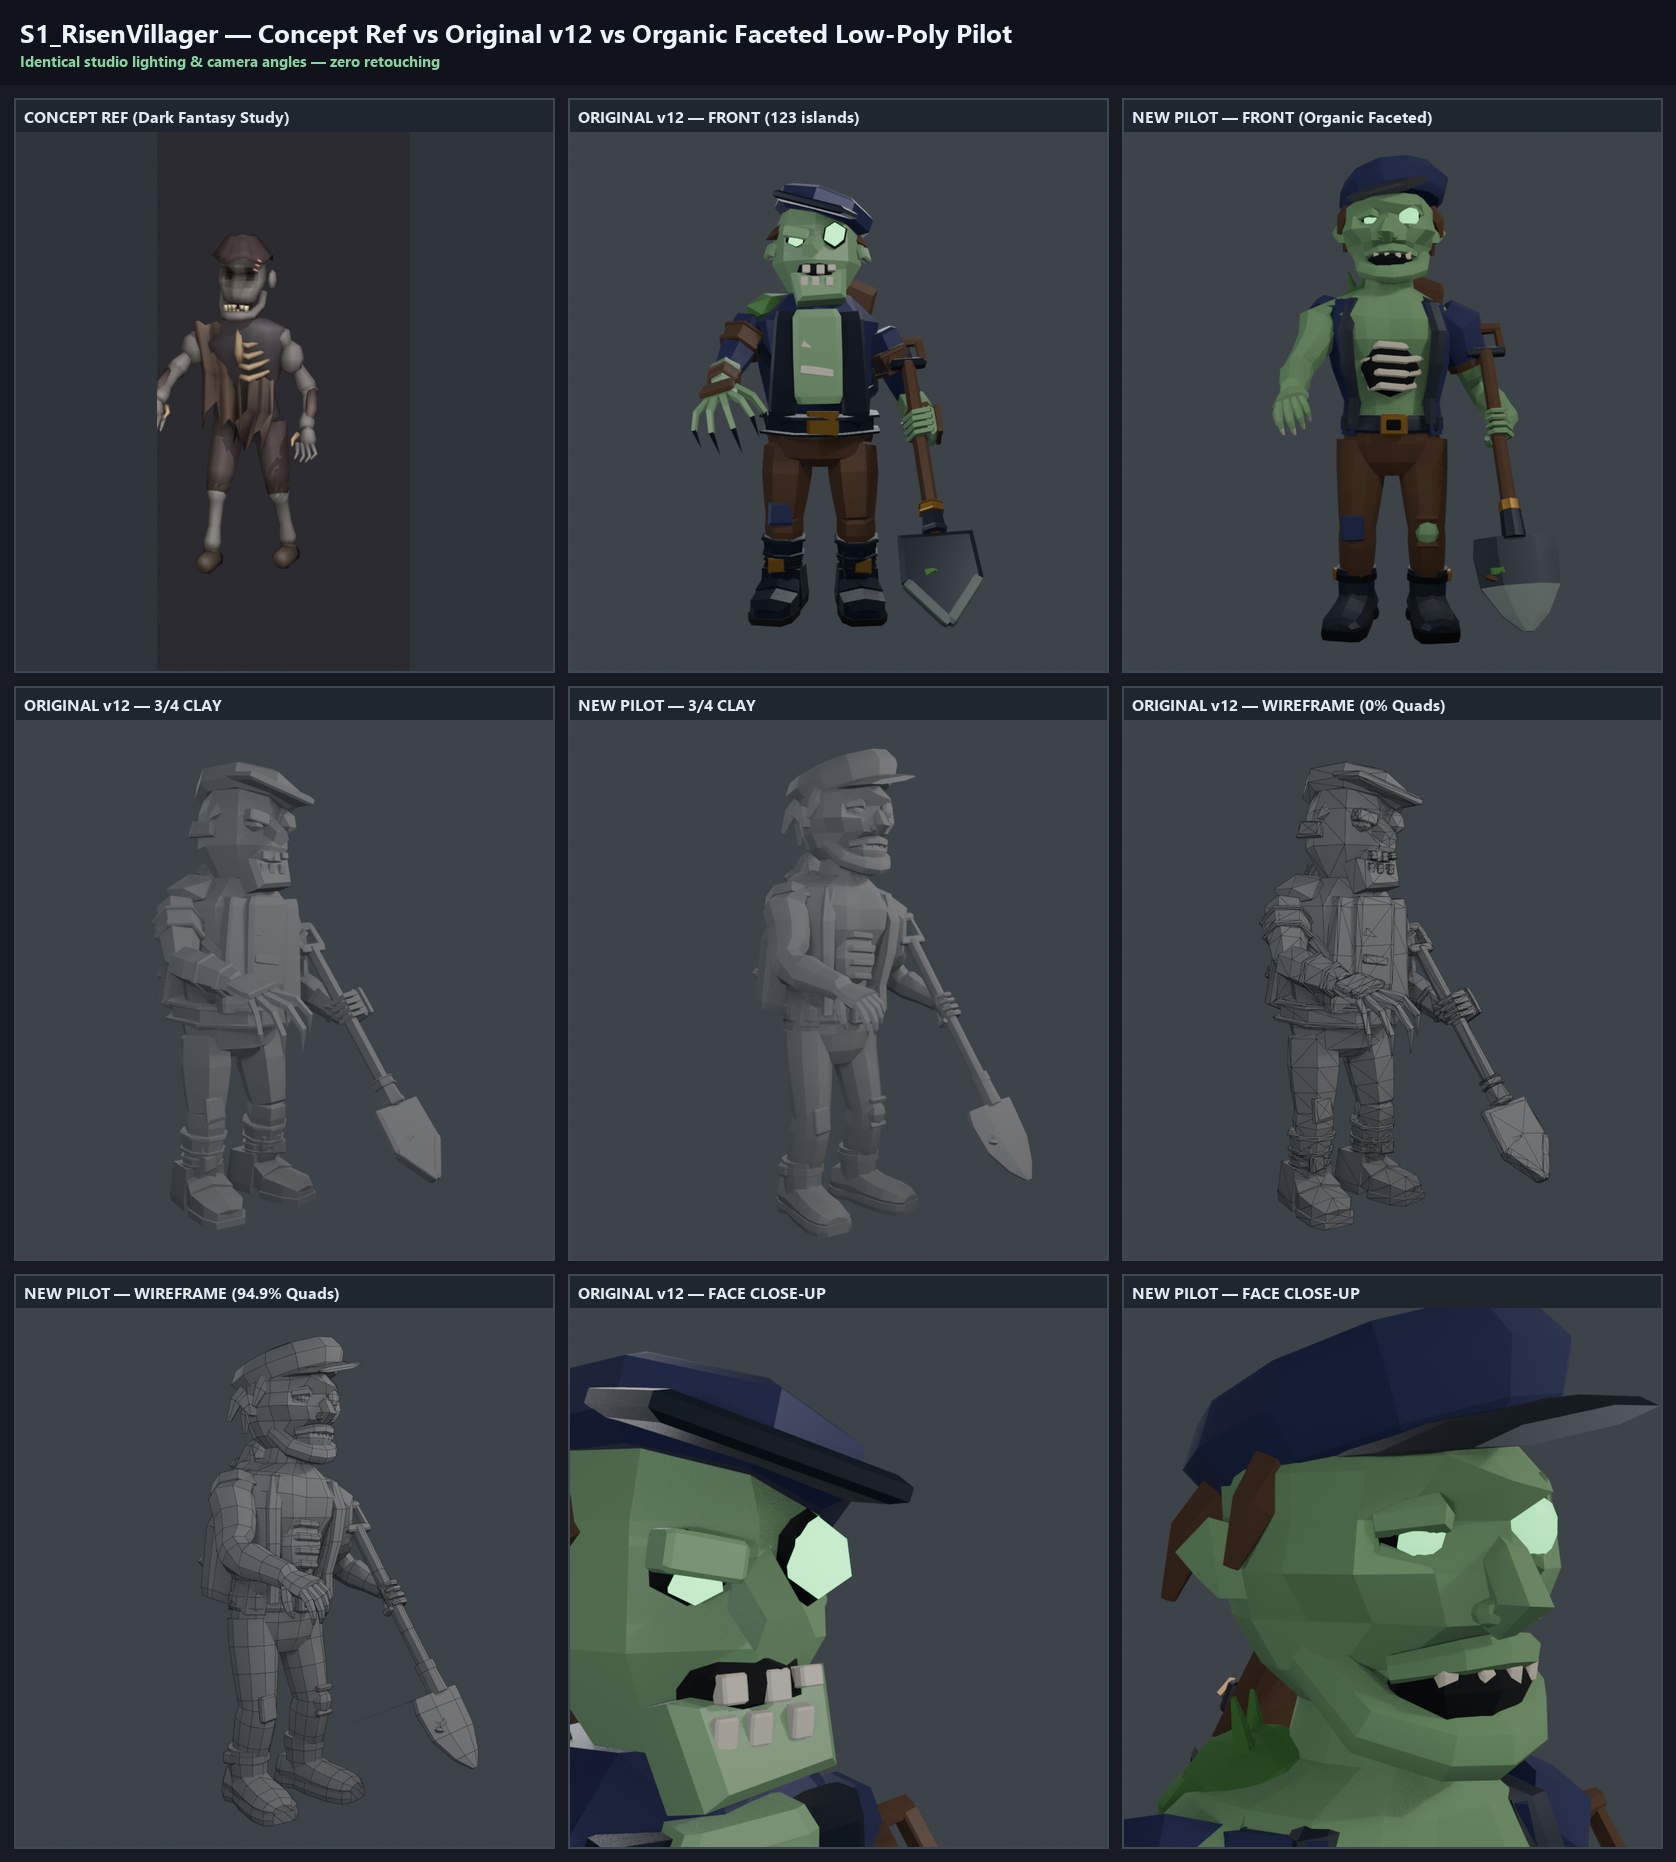 S1_RisenVillager — Concept Ref vs Original v12 vs Organic Faceted Low-Poly Pilot
Identical studio lighting & camera angles — zero retouching
CONCEPT REF (Dark Fantasy Study)
ORIGINAL v12 — FRONT (123 islands)
NEW PILOT — FRONT (Organic Faceted)
ORIGINAL v12 — 3/4 CLAY
NEW PILOT — 3/4 CLAY
ORIGINAL v12 — WIREFRAME (0% Quads)
NEW PILOT — WIREFRAME (94.9% Quads)
ORIGINAL v12 — FACE CLOSE-UP
NEW PILOT — FACE CLOSE-UP